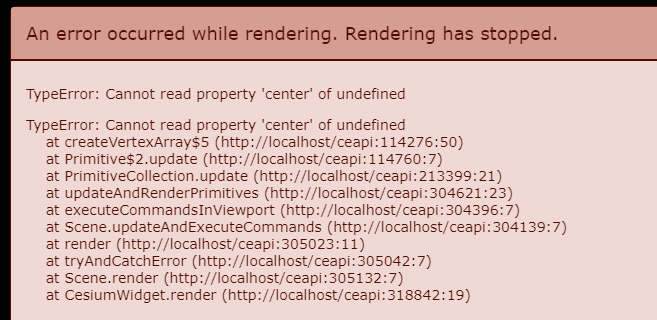 An error occurred while rendering. Rendering has stopped.
TypeError: Cannot read property 'center' of undefined
TypeError: Cannot read property 'center' of undefined
at createVertexArray$5 (http://localhost/ceapi:114276:50)
at Primitive$2.update (http://localhost/ceapi:114760:7)
at PrimitiveCollection.update (http://localhost/ceapi:213399:21)
at updateAndRenderPrimitives (http://localhost/ceapi:304621:23)
at executeCommandsInViewport (http://localhost/ceapi:304396:7)
at Scene.updateAndExecuteCommands (http://localhost/ceapi:304139:7)
at render (http://localhost/ceapi:305023:11)
at tryAndCatchError (http://localhost/ceapi:305042:7)
at Scene.render (http://localhost/ceapi:305132:7)
at CesiumWidget.render (http://localhost/ceapi:318842:19)